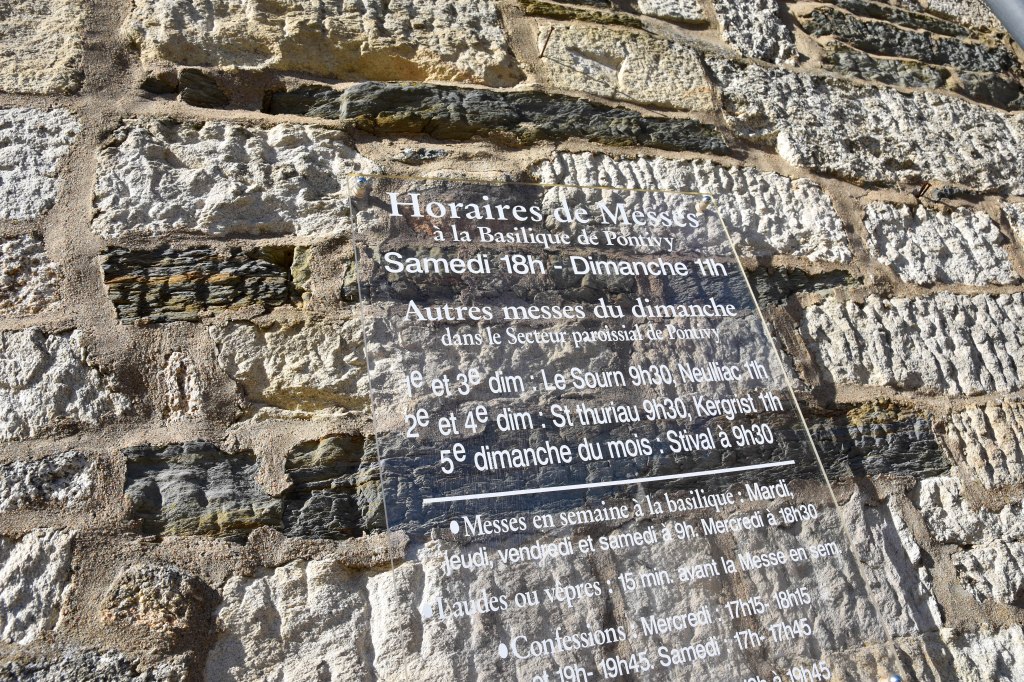 Horaires de Messes
à la Basilique de Pontivy
Samedi 18h - Dimanche 11h
Autres messes du dimanche
dans le Secteur paroissial de Pontivy
1e et 3e dim : Le Sourn 9h30, Neulliac 11h
2e et 4e dim : St thuriau 9h30, Kergrist 11h
5e dimanche du mois : Stival à 9h30
• Messes en semaine à la basilique : Mardi,
jeudi, vendredi et samedi à 9h. Mercredi à 18h30
• Laudes ou vêpres : 15 min. avant la Messe en sem.
• Confessions : Mercredi : 17h15- 18h15
et 19h- 19h45. Samedi : 17h- 17h45
19h45